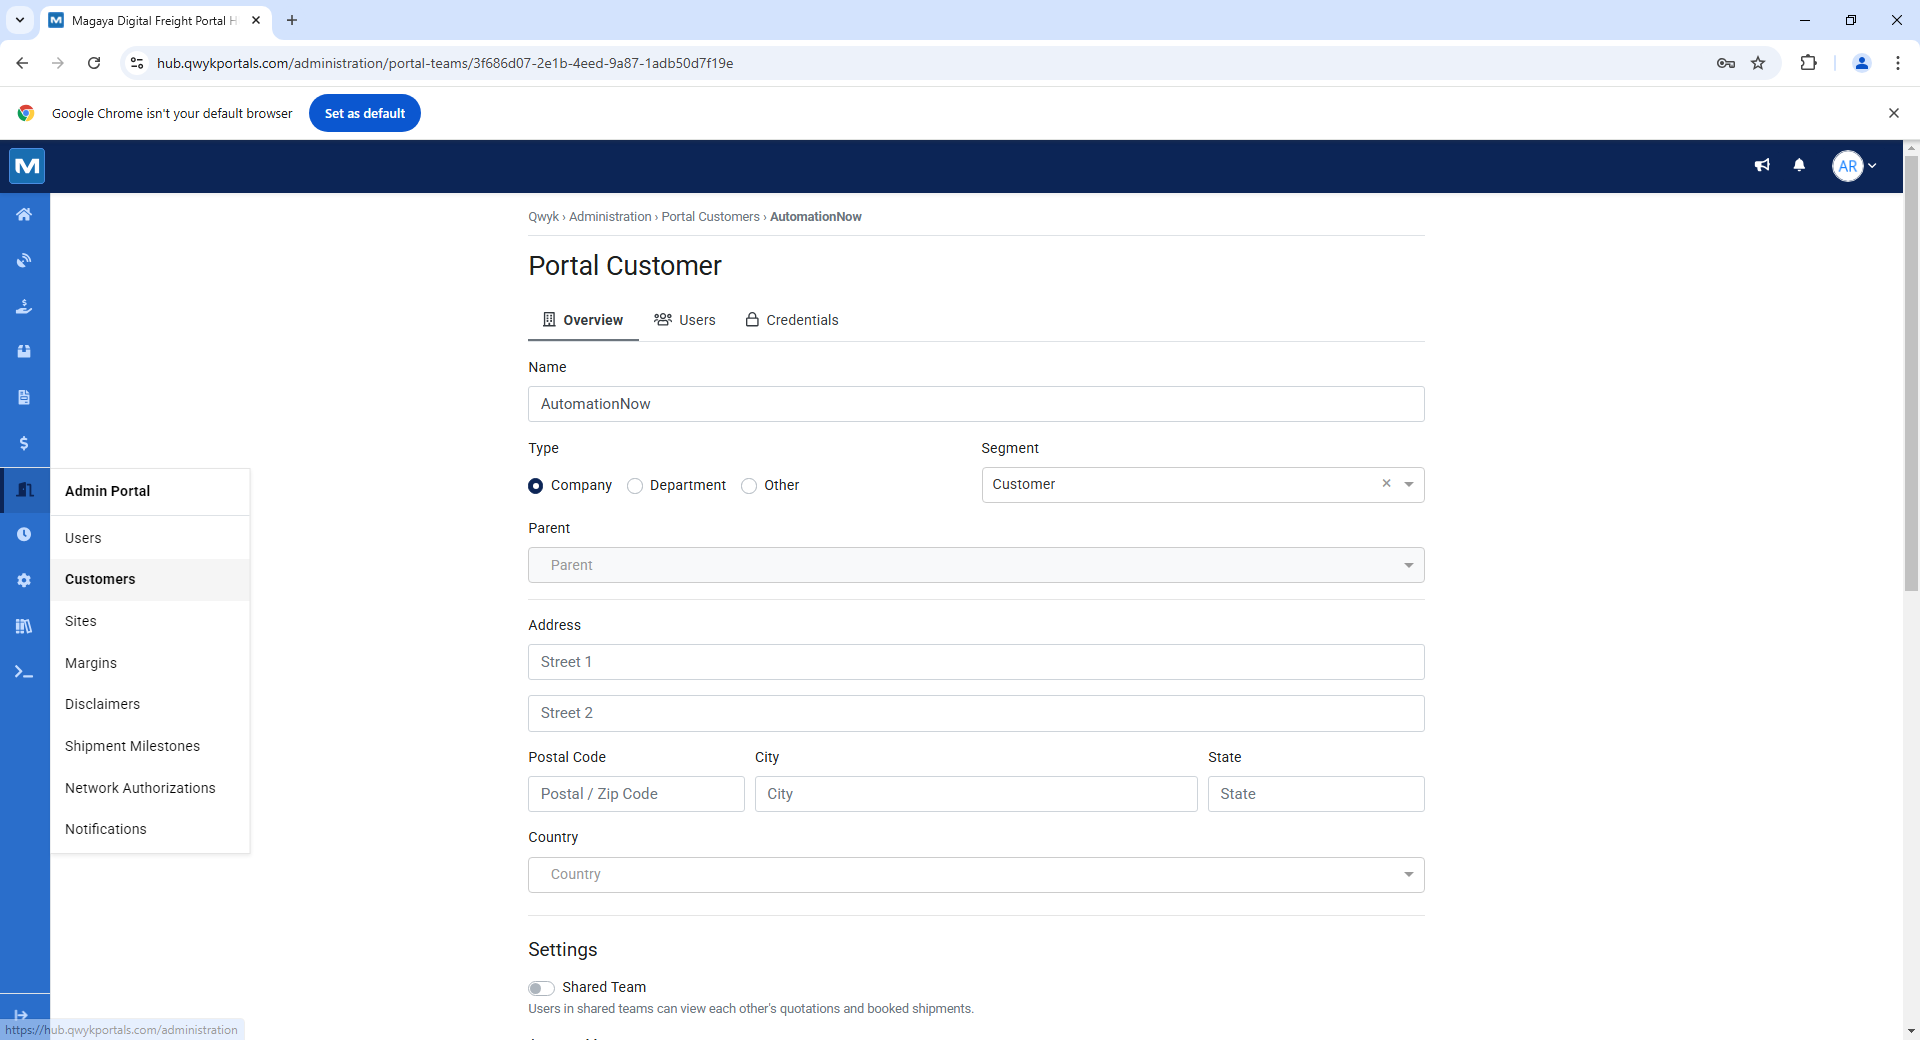 Magaya Digital Freight Portal H
hub.qwykportals.com/administration/portal-teams/3f686d07-2e1b-4eed-9a87-1adb50d7f19e
Google Chrome isn't your default browser
Set as default
M
AR
Qwyk › Administration › Portal Customers › AutomationNow
Portal Customer
Overview
Users
Credentials
Name
AutomationNow
Type
Segment
Company
Department
Other
Customer
Parent
Parent
Address
Street 1
Street 2
Postal Code
City
State
Postal / Zip Code
City
State
Country
Country
Settings
Shared Team
Users in shared teams can view each other's quotations and booked shipments.
Admin Portal
Users
Customers
Sites
Margins
Disclaimers
Shipment Milestones
Network Authorizations
Notifications
https://hub.qwykportals.com/administration